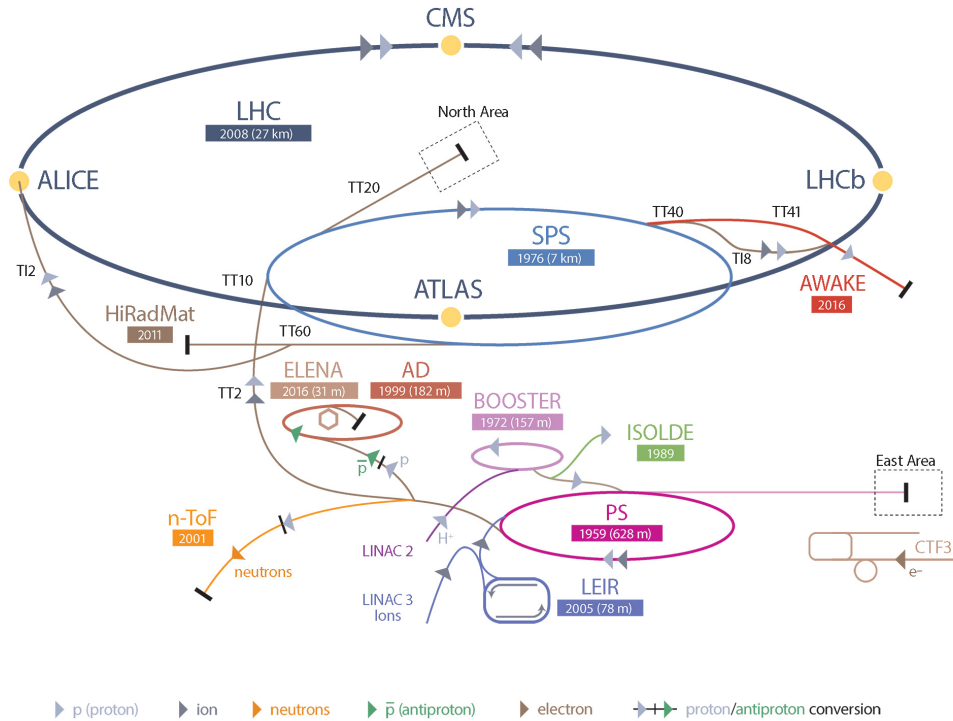 CMS
LHC
2008 (27 km)
North Area
ALICE
LHCb
TT20
TT40
TT41
SPS
1976 (7 km)
TI8
TI2
TT10
ATLAS
AWAKE
2016
HiRadMat
2011
TT60
ELENA
2016 (31 m)
AD
1999 (182 m)
TT2
BOOSTER
1972 (157 m)
ISOLDE
1989
p̅
p
East Area
n-ToF
2001
PS
1959 (628 m)
H⁺
LINAC 2
neutrons
CTF3
e–
LEIR
2005 (78 m)
LINAC 3
Ions
p (proton)
ion
neutrons
p̅ (antiproton)
electron
proton/antiproton conversion